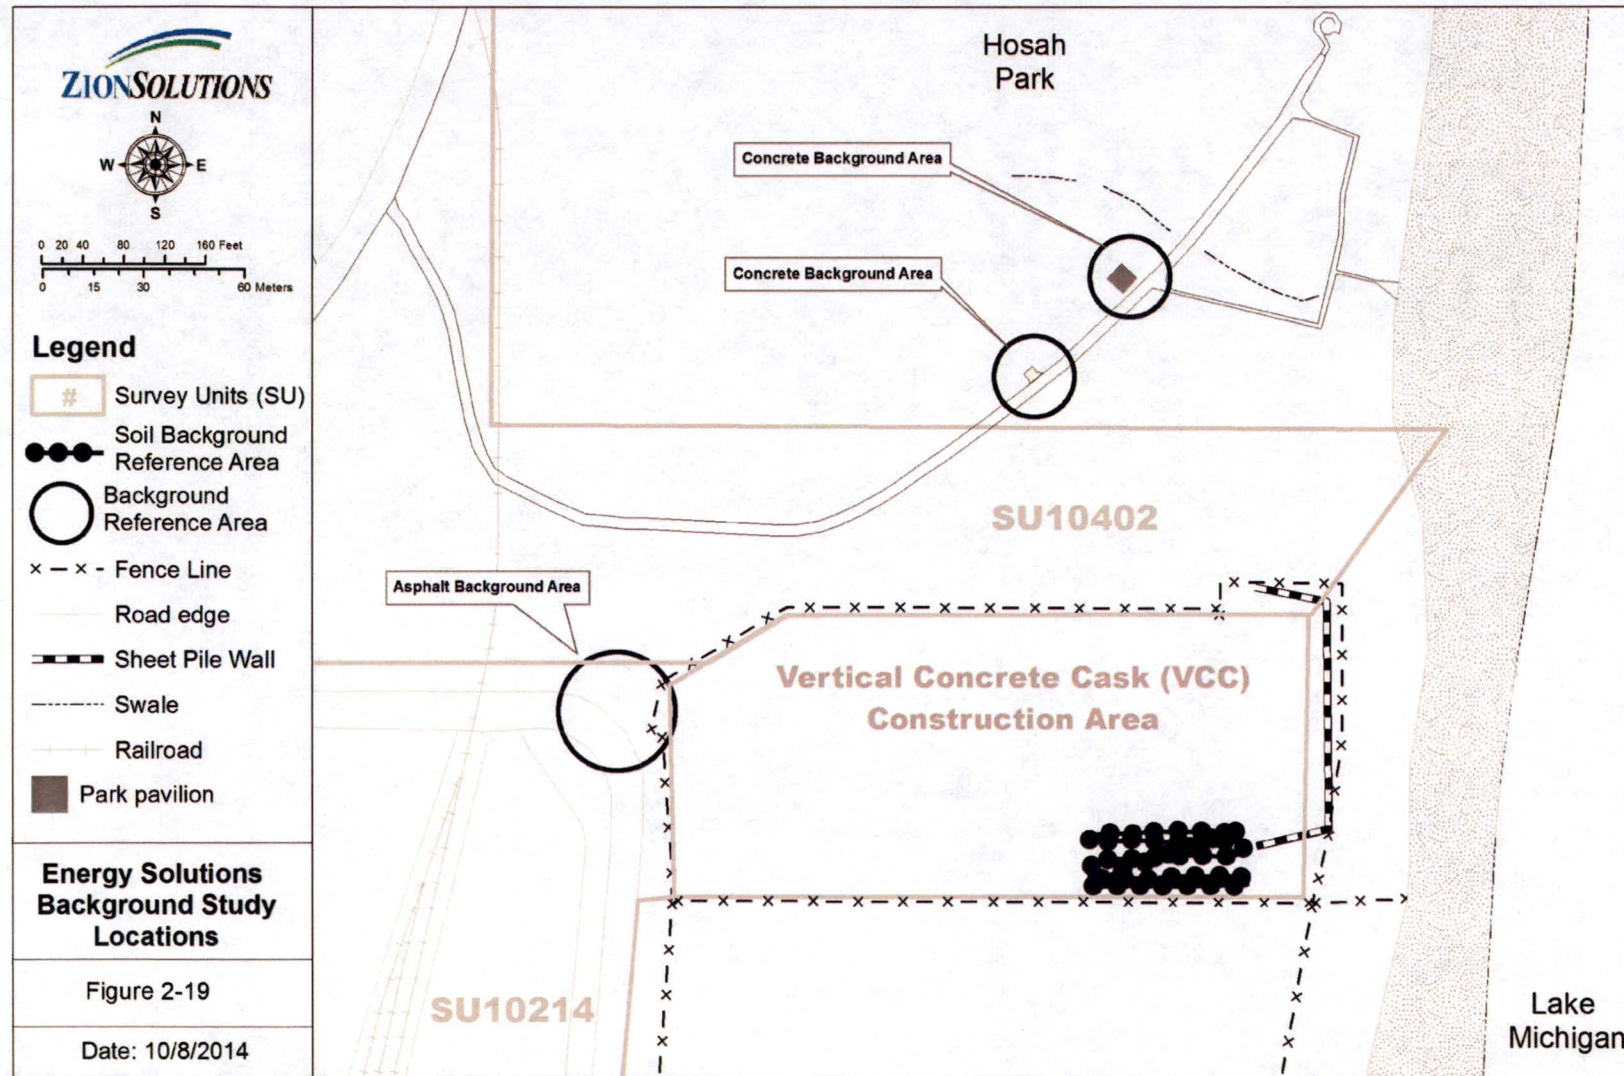 ZIONSOLUTIONS
N
W E
S
0 20 40 80 120 160 Feet
0 15 30 60 Meters
Legend
# Survey Units (SU)
Soil Background
Reference Area
Background
Reference Area
Fence Line
Road edge
Sheet Pile Wall
Swale
Railroad
Park pavilion
Energy Solutions
Background Study
Locations
Figure 2-19
Date: 10/8/2014
Hosah
Park
Concrete Background Area
Concrete Background Area
SU10402
Asphalt Background Area
Vertical Concrete Cask (VCC)
Construction Area
SU10214
Lake
Michigan